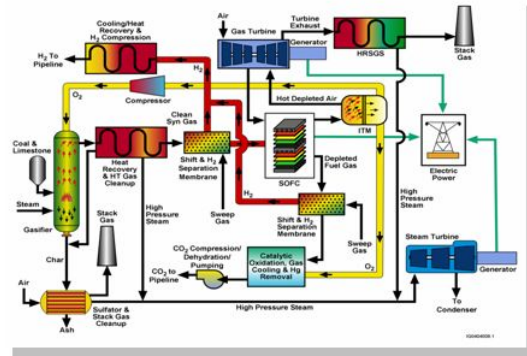 Cooling/Heat
Recovery &
H2 Compression
Air
Gas Turbine
Turbine
Exhaust
Generator
HRSGS
Stack
Gas
H2 To
Pipeline
H2
O2
Compressor
Clean
Syn Gas
Hot Depleted Air
ITM
Coal &
Limestone
Heat
Recovery
& HT Gas
Cleanup
Shift & H2
Separation
Membrane
SOFC
Electric
Power
Steam
Gasifier
Stack
Gas
High
Pressure
Steam
Sweep
Gas
H2
Depleted
Fuel Gas
Shift & H2
Separation
Membrane
Sweep
Gas
High
Pressure
Steam
Steam Turbine
Generator
Char
CO2 Compression/
Dehydration/
Pumping
CO2 to
Pipeline
Catalytic
Oxidation, Gas
Cooling & Hg
Removal
O2
Air
Sulfator &
Stack Gas
Cleanup
Ash
High Pressure Steam
To
Condenser